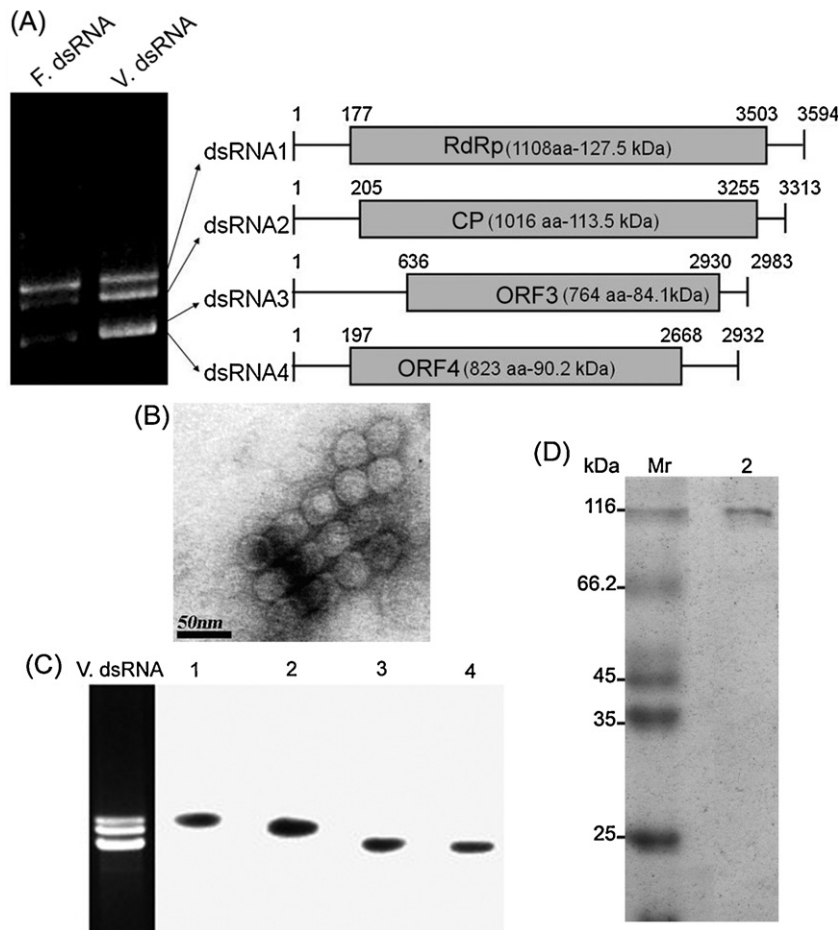 (A)
F. dsRNA
V. dsRNA
1 177 3503 3594
dsRNA1
RdRp(1108aa-127.5 kDa)
1 205 3255 3313
dsRNA2
CP (1016 aa-113.5 kDa)
1 636 2930 2983
dsRNA3
ORF3 (764 aa-84.1kDa)
1 197 2668 2932
dsRNA4
ORF4 (823 aa-90.2 kDa)
(B)
50nm
(C)
V. dsRNA 1 2 3 4
(D)
kDa Mr 2
116
66.2
45
35
25